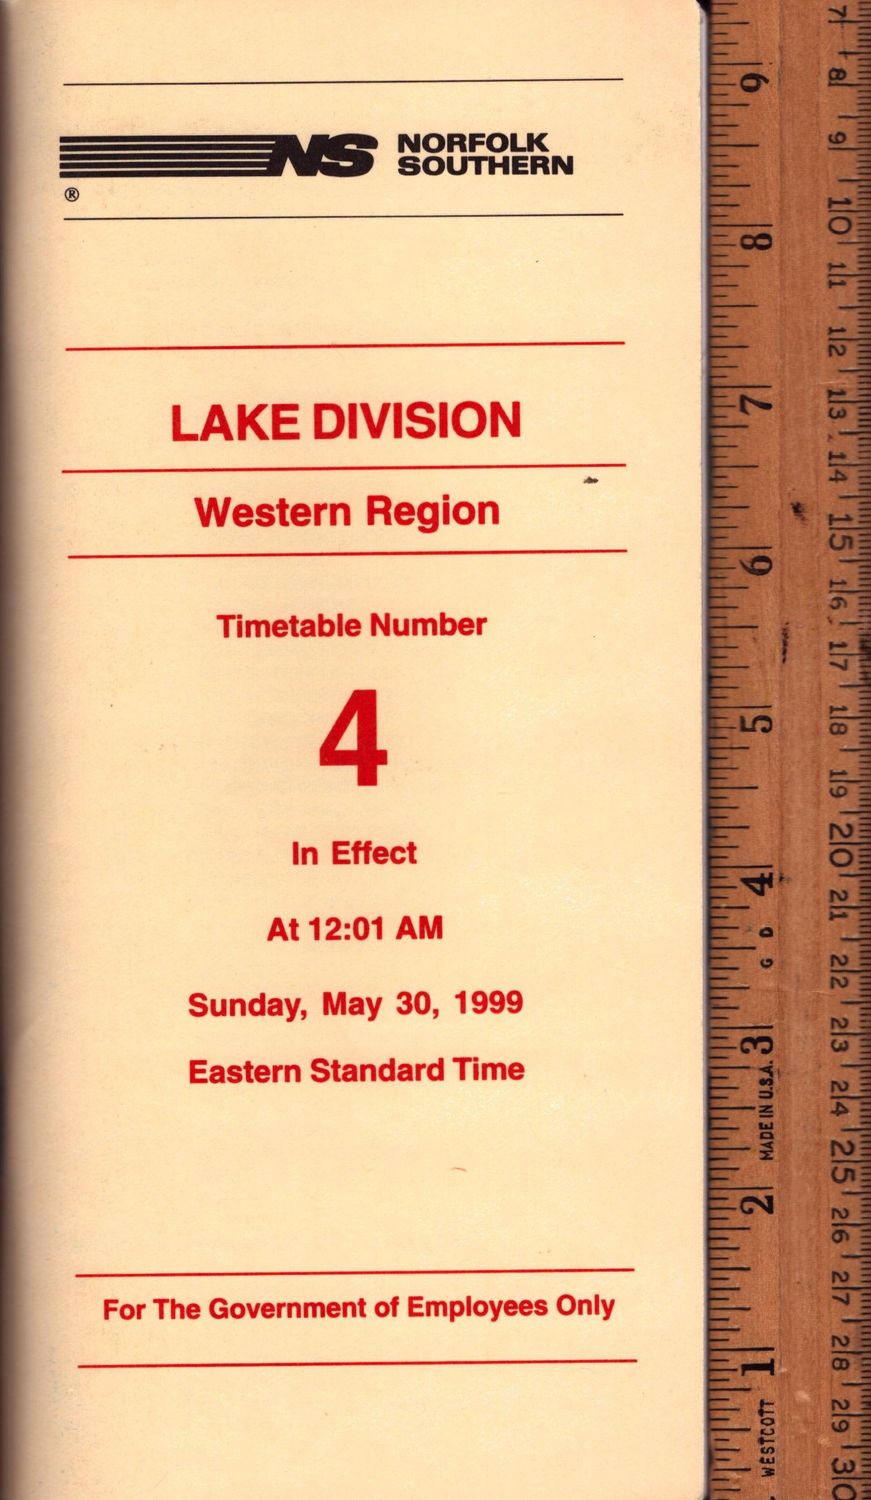 NS NORFOLK
SOUTHERN
®
LAKE DIVISION
Western Region
Timetable Number
4
In Effect
At 12:01 AM
Sunday, May 30, 1999
Eastern Standard Time
For The Government of Employees Only
9
8
7
6
5
4
G D
3
MADE IN U.S.A.
2
1
WESTCOTT
7
8
9
10
11
12
13
14
15
16
17
18
19
20
21
22
23
24
25
26
27
28
29
30